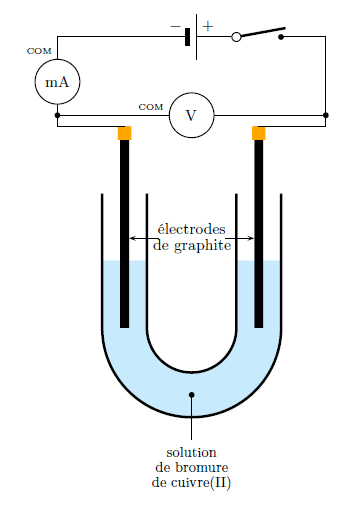 − +
COM
mA
COM
V
électrodes
de graphite
solution
de bromure
de cuivre(II)